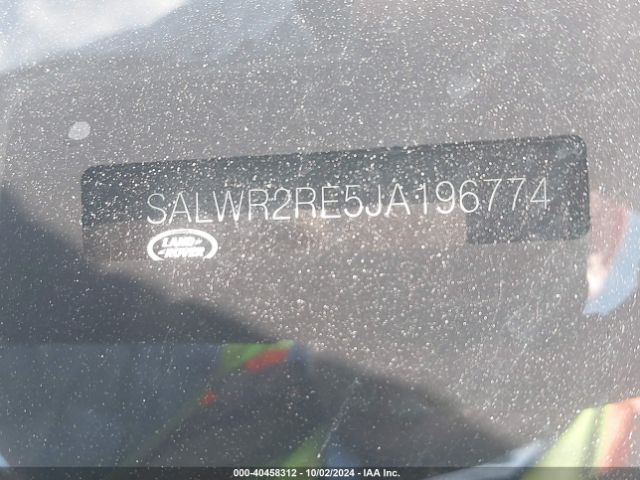 SALWR2RE5JA196774
LAND
ROVER
000-40458312 - 10/02/2024 - IAA Inc.